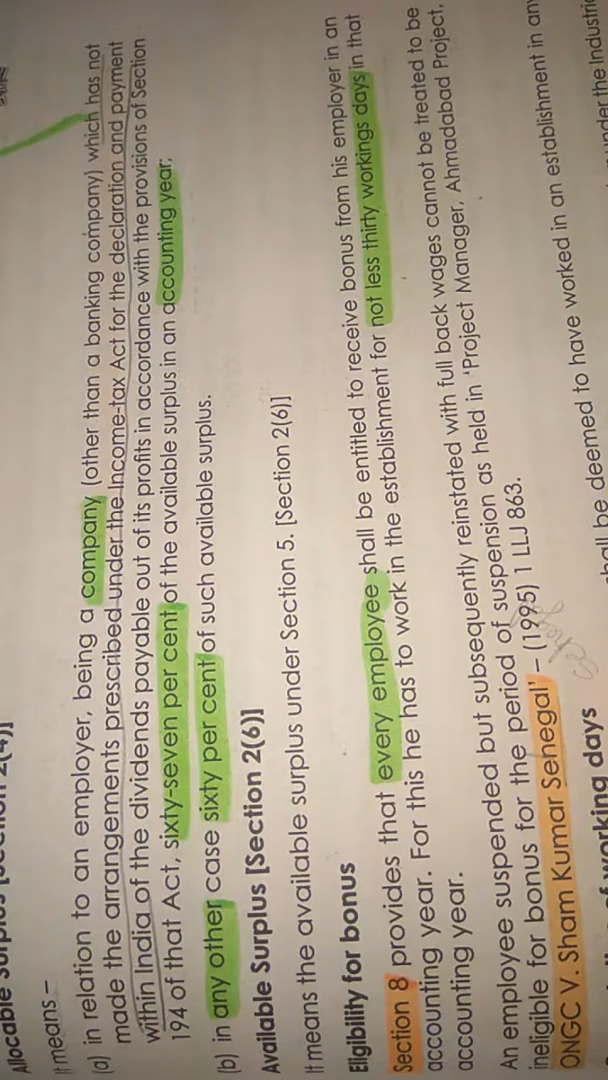 Allocable Surplus [Section 2(4)]
It means –
(a) in relation to an employer, being a company (other than a banking company) which has not
made the arrangements prescribed under the Income-tax Act for the declaration and payment
within India of the dividends payable out of its profits in accordance with the provisions of Section
194 of that Act, sixty-seven per cent of the available surplus in an accounting year;
(b) in any other case sixty per cent of such available surplus.
Available Surplus [Section 2(6)]
It means the available surplus under Section 5. [Section 2(6)]
Eligibility for bonus
Section 8 provides that every employee shall be entitled to receive bonus from his employer in an
accounting year. For this he has to work in the establishment for not less thirty workings days in that
accounting year.
An employee suspended but subsequently reinstated with full back wages cannot be treated to be
ineligible for bonus for the period of suspension as held in 'Project Manager, Ahmadabad Project,
ONGC V. Sham Kumar Senegal' – (1995) 1 LLJ 863.
of working days
shall be deemed to have worked in an establishment in any
under the Industri